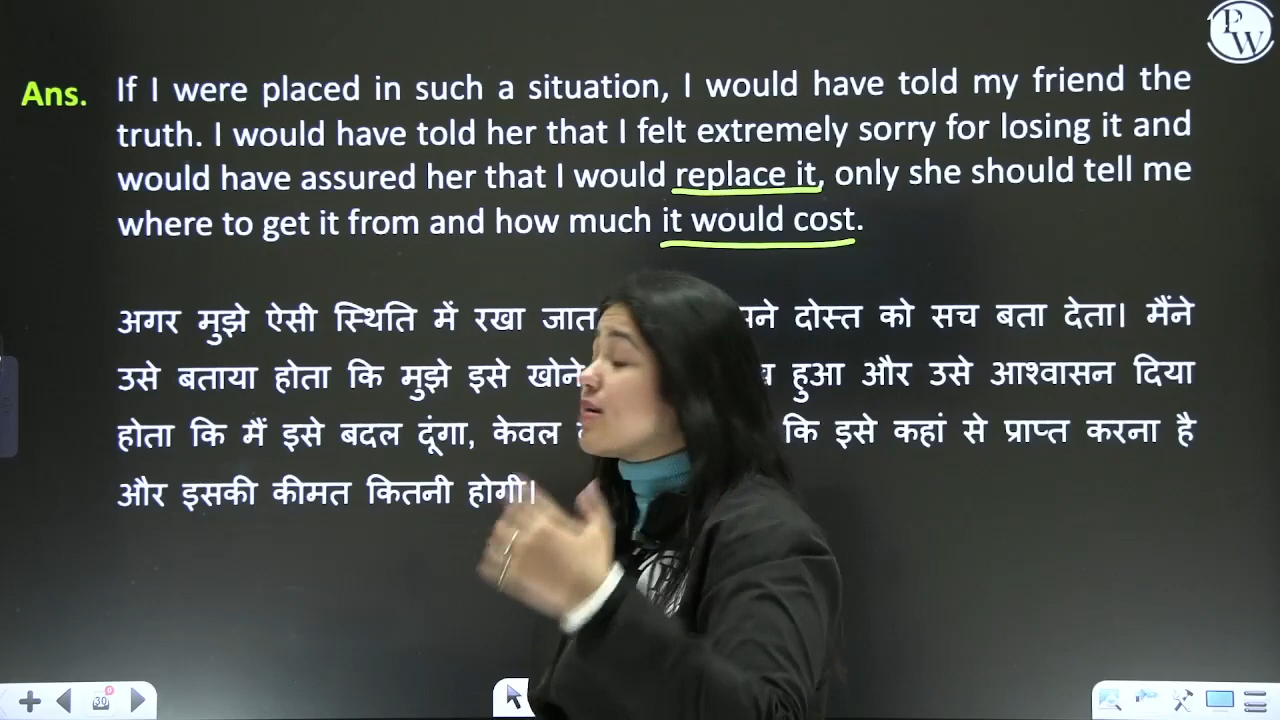 PW
Ans. If I were placed in such a situation, I would have told my friend the
truth. I would have told her that I felt extremely sorry for losing it and
would have assured her that I would replace it, only she should tell me
where to get it from and how much it would cost.
अगर मुझे ऐसी स्थिति में रखा दोस्त को सच बता देता। मैंने
उसे बताया होता कि मुझे इसे हुआ और उसे आश्वासन दिया
होता कि मैं इसे बदल दूंगा, केवल कि इसे कहां से प्राप्त करना है
और इसकी कीमत कितनी होगी।
30